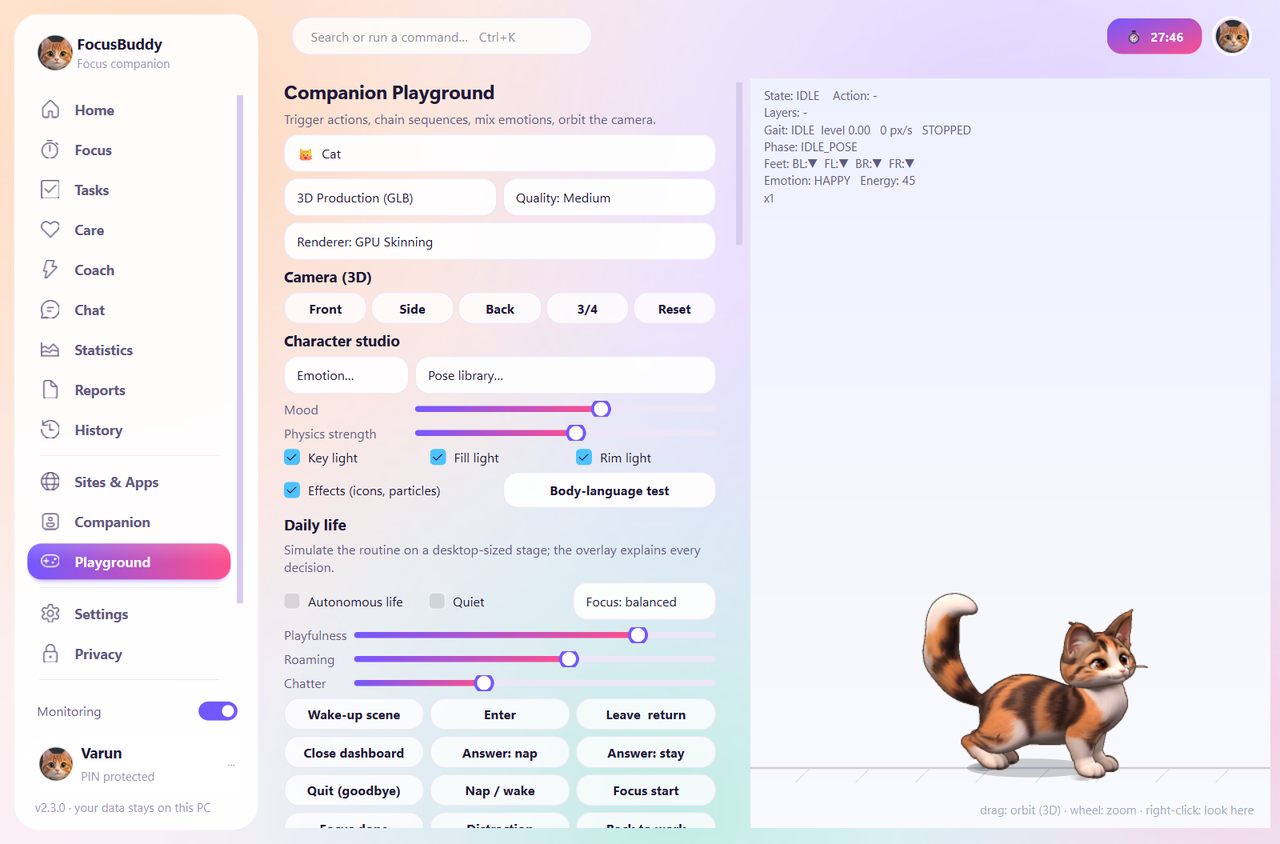 FocusBuddy
Focus companion
Home
Focus
Tasks
Care
Coach
Chat
Statistics
Reports
History
Sites & Apps
Companion
Playground
Settings
Privacy
Monitoring
Varun
PIN protected
...
v2.3.0 · your data stays on this PC
Search or run a command... Ctrl+K
27:46
Companion Playground
Trigger actions, chain sequences, mix emotions, orbit the camera.
Cat
3D Production (GLB)
Quality: Medium
Renderer: GPU Skinning
Camera (3D)
Front
Side
Back
3/4
Reset
Character studio
Emotion...
Pose library...
Mood
Physics strength
Key light
Fill light
Rim light
Effects (icons, particles)
Body-language test
Daily life
Simulate the routine on a desktop-sized stage; the overlay explains every
decision.
Autonomous life
Quiet
Focus: balanced
Playfulness
Roaming
Chatter
Wake-up scene
Enter
Leave return
Close dashboard
Answer: nap
Answer: stay
Quit (goodbye)
Nap / wake
Focus start
Focus done
Distraction
Back to work
State: IDLE Action: -
Layers: -
Gait: IDLE level 0.00 0 px/s STOPPED
Phase: IDLE_POSE
Feet: BL:▼ FL:▼ BR:▼ FR:▼
Emotion: HAPPY Energy: 45
x1
drag: orbit (3D) · wheel: zoom · right-click: look here